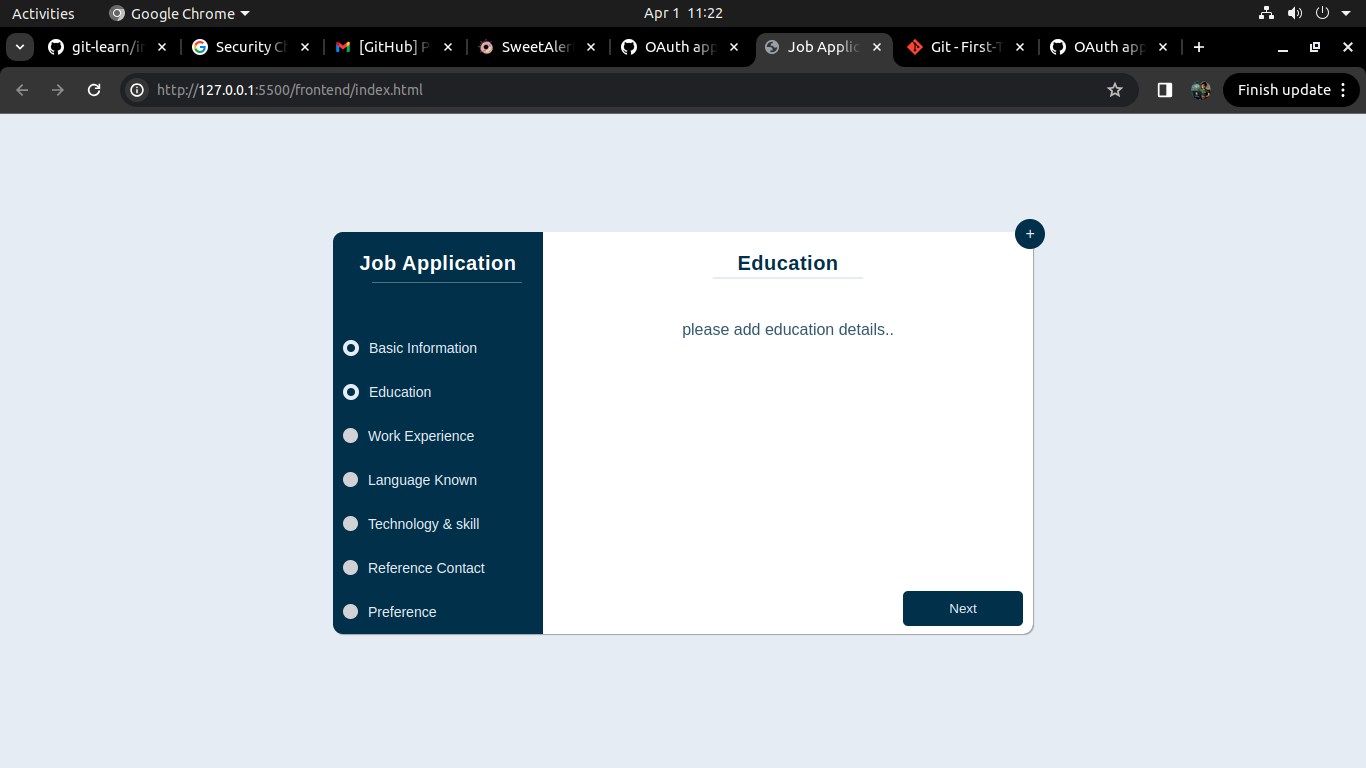 Activities Google Chrome Apr 1 11:22
git-learn/ir Security Ch [GitHub] P SweetAler OAuth app Job Applic Git - First-T OAuth app
http://127.0.0.1:5500/frontend/index.html Finish update
+
Job Application
Education
please add education details..
Basic Information
Education
Work Experience
Language Known
Technology & skill
Reference Contact
Preference
Next